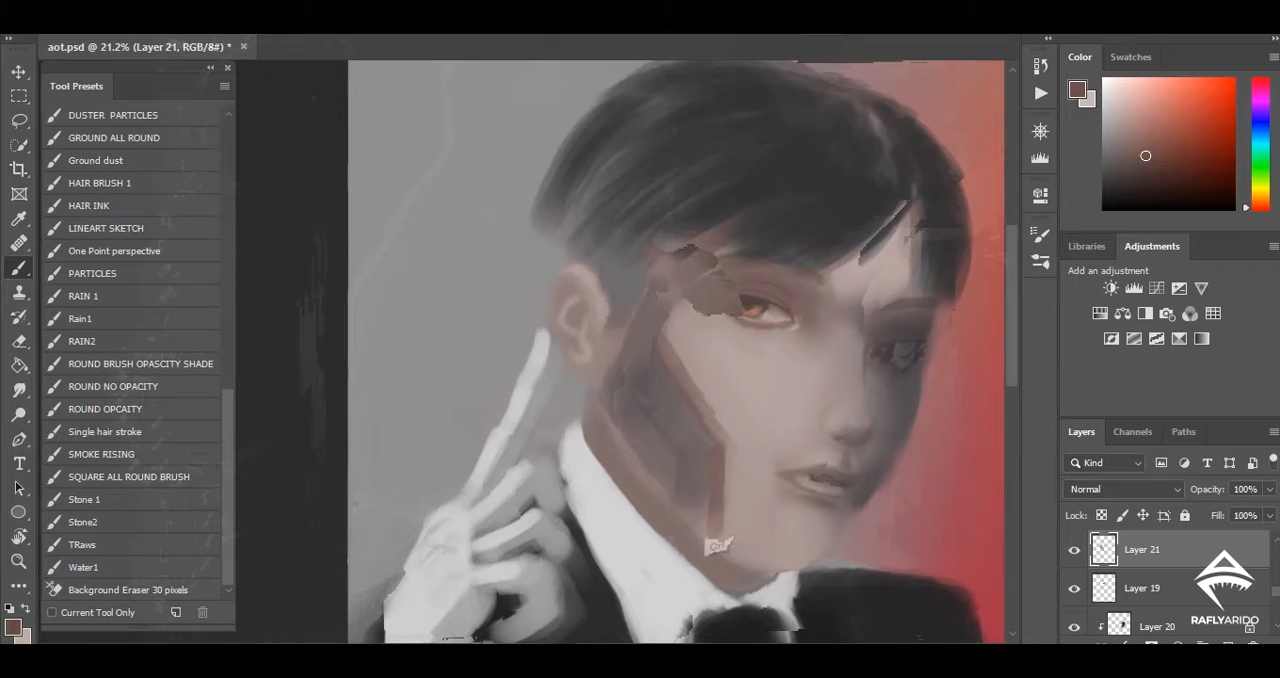 aot.psd @ 21.2% (Layer 21, RGB/8#) * ×
Tool Presets
DUSTER PARTICLES
GROUND ALL ROUND
Ground dust
HAIR BRUSH 1
HAIR INK
LINEART SKETCH
One Point perspective
PARTICLES
RAIN 1
Rain1
RAIN2
ROUND BRUSH OPASCITY SHADE
ROUND NO OPACITY
ROUND OPCAITY
Single hair stroke
SMOKE RISING
SQUARE ALL ROUND BRUSH
Stone 1
Stone2
TRaws
Water1
Background Eraser 30 pixels
Current Tool Only
Color Swatches
Libraries Adjustments
Add an adjustment
Layers Channels Paths
Kind
Normal Opacity: 100%
Lock: Fill: 100%
Layer 21
Layer 19
Layer 20
RAFLYARIDO